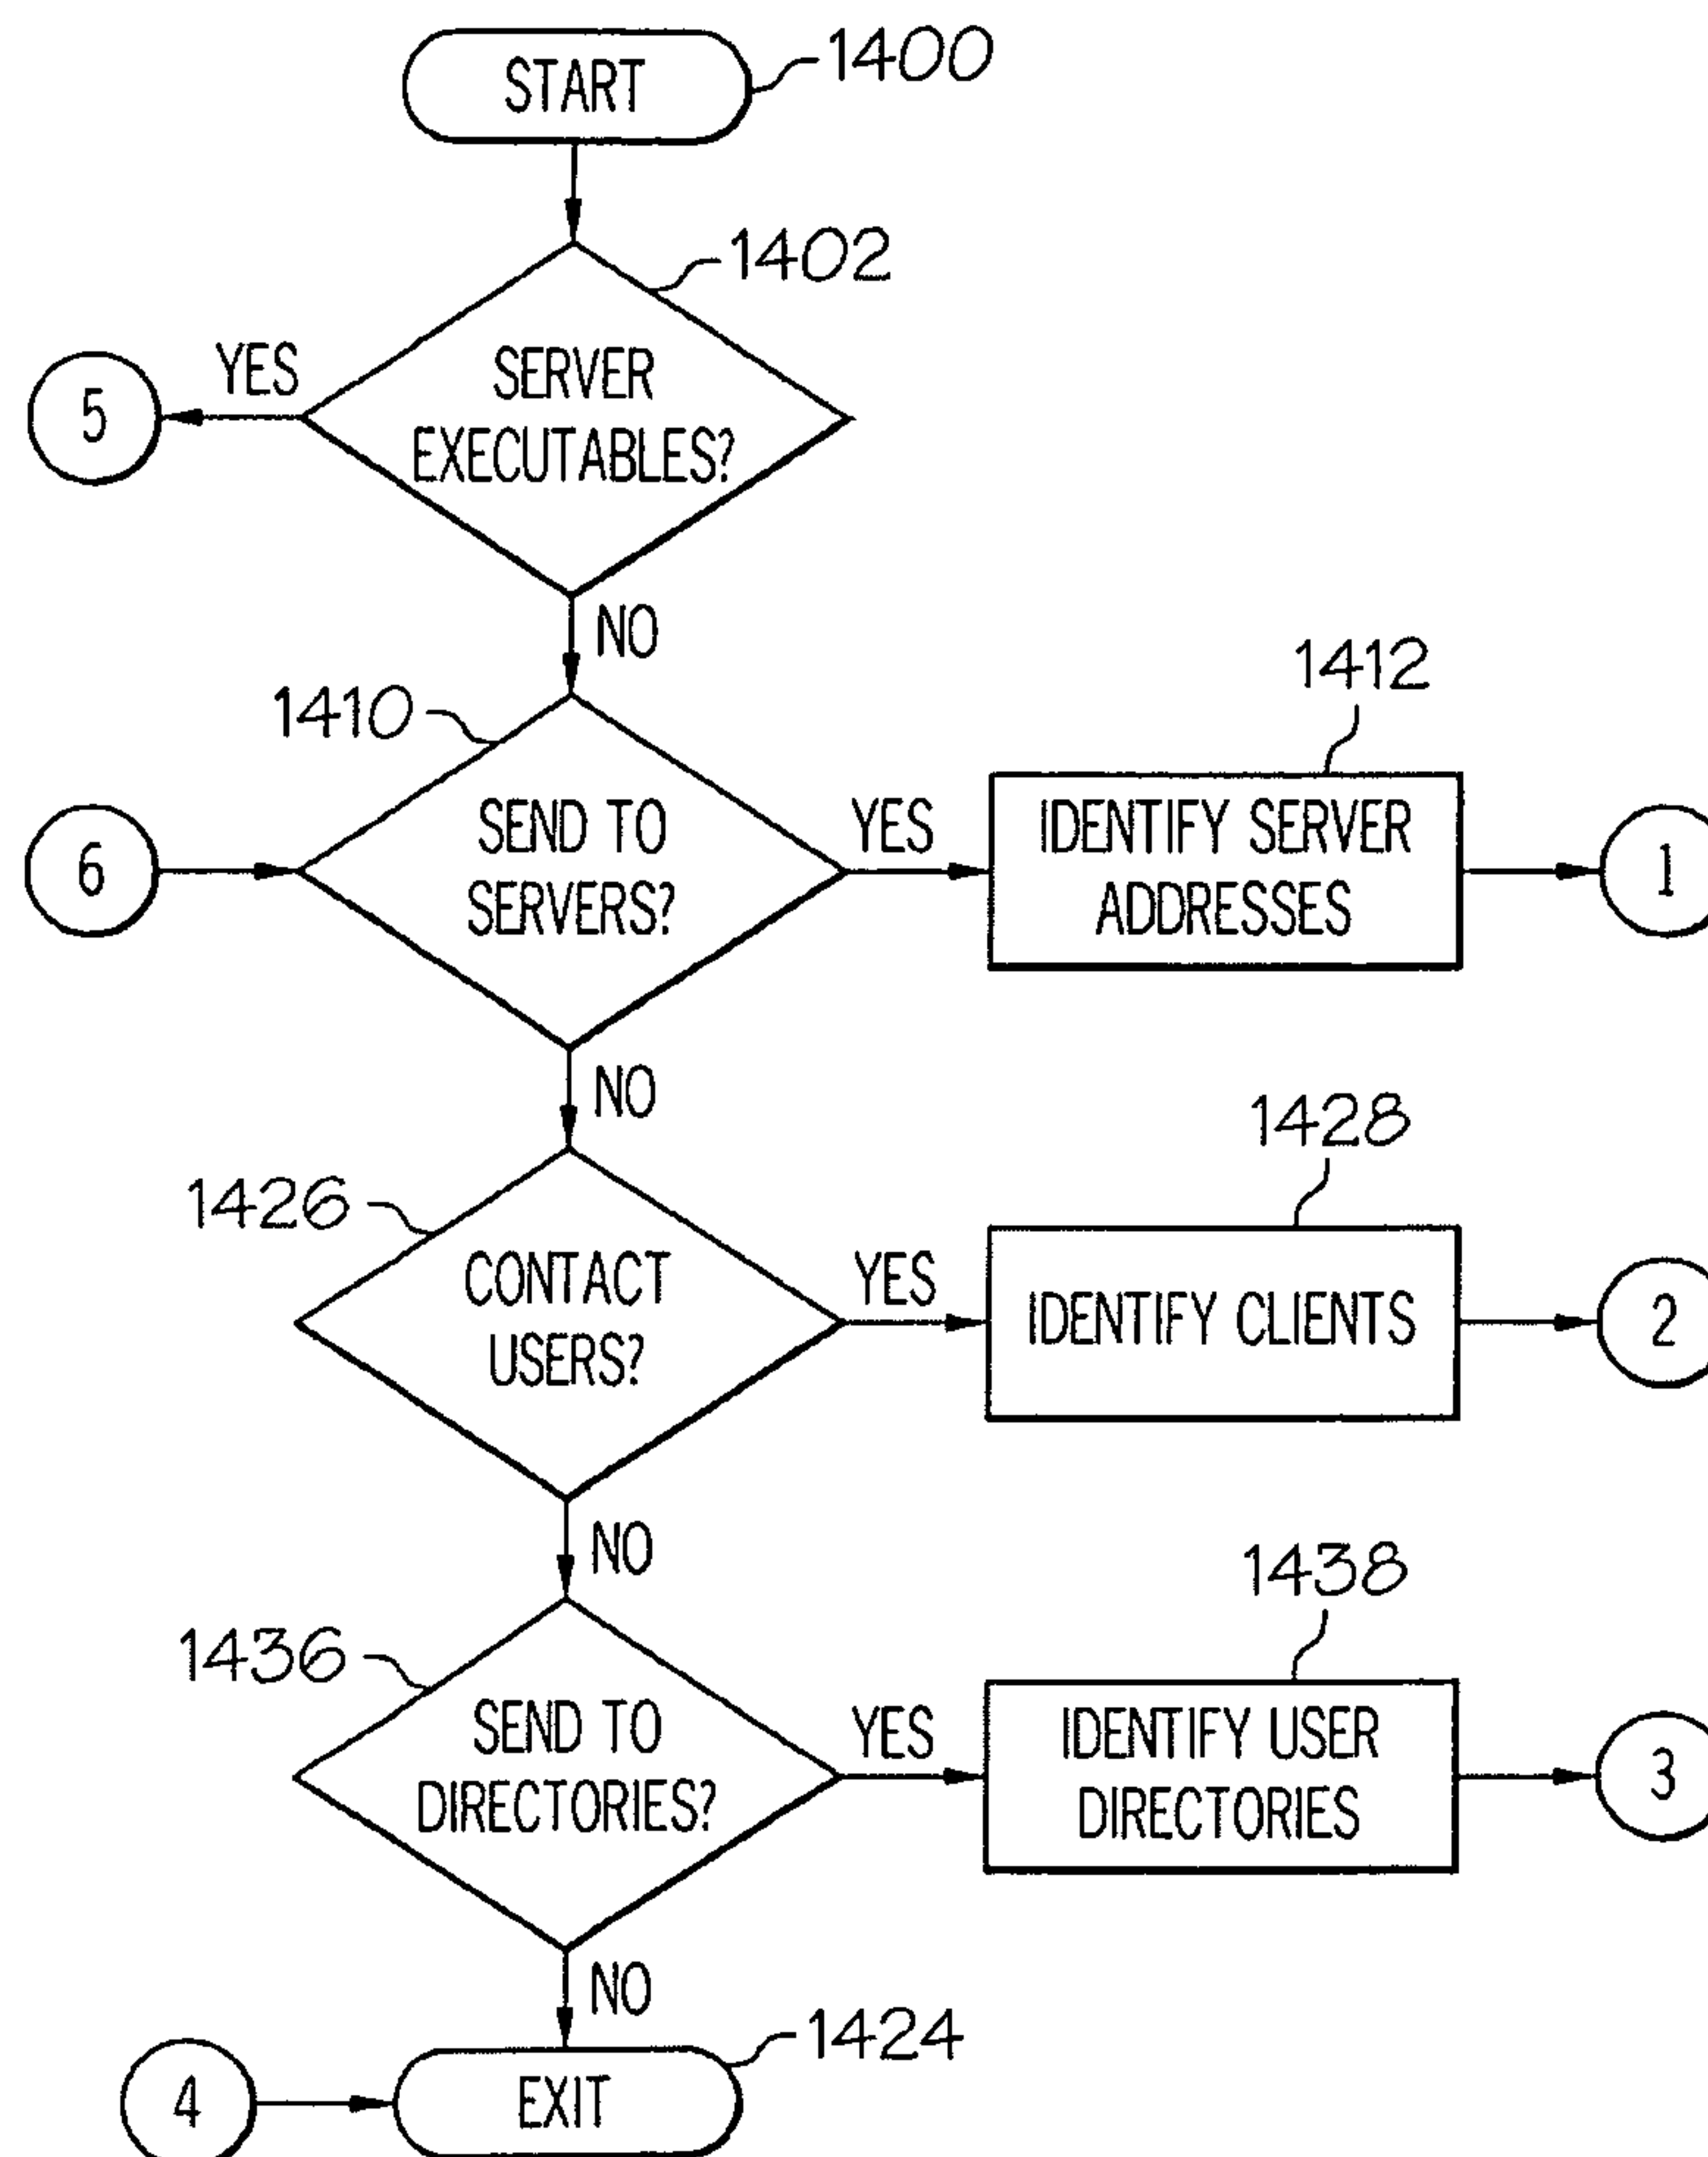 START
1400
1402
YES
SERVER
EXECUTABLES?
5
NO
1410
1412
6
SEND TO
SERVERS?
YES
IDENTIFY SERVER
ADDRESSES
1
NO
1426
1428
CONTACT
USERS?
YES
IDENTIFY CLIENTS
2
NO
1436
1438
SEND TO
DIRECTORIES?
YES
IDENTIFY USER
DIRECTORIES
3
NO
1424
4
EXIT